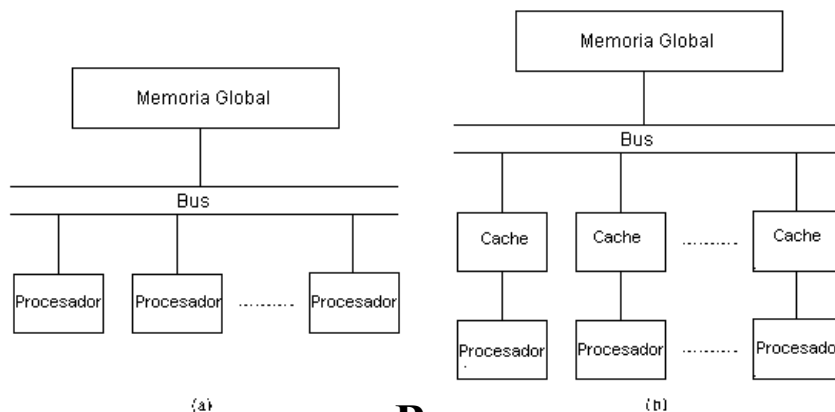 Memoria Global
Bus
Procesador
Procesador
Procesador
(a)
Memoria Global
Bus
Cache
Cache
Cache
Procesador
Procesador
Procesador
(b)